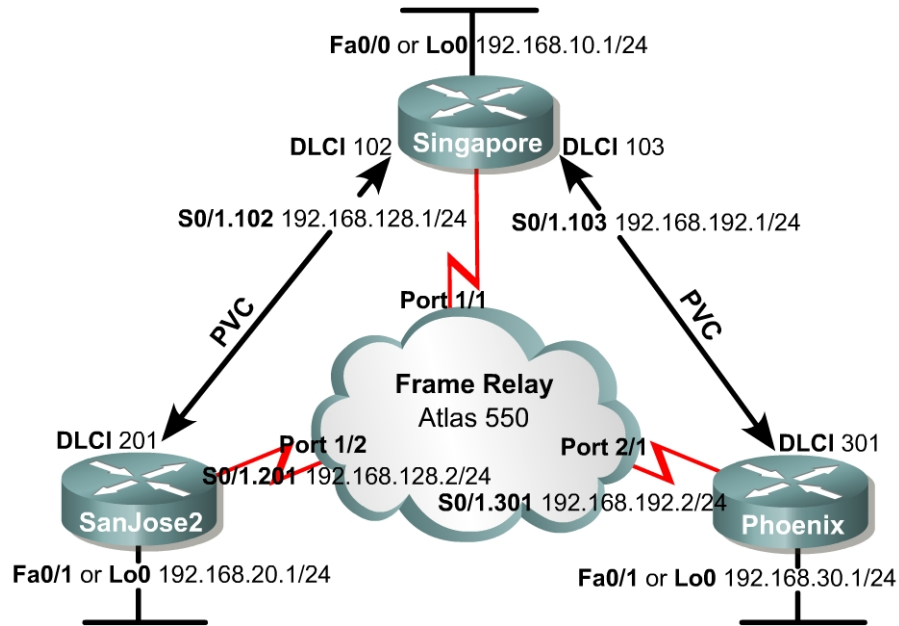 Fa0/0 or Lo0 192.168.10.1/24
Singapore
DLCI 102
DLCI 103
S0/1.102 192.168.128.1/24
S0/1.103 192.168.192.1/24
PVC
PVC
Port 1/1
Frame Relay
Atlas 550
DLCI 201
Port 1/2
Port 2/1
DLCI 301
S0/1.201 192.168.128.2/24
S0/1.301 192.168.192.2/24
SanJose2
Phoenix
Fa0/1 or Lo0 192.168.20.1/24
Fa0/1 or Lo0 192.168.30.1/24